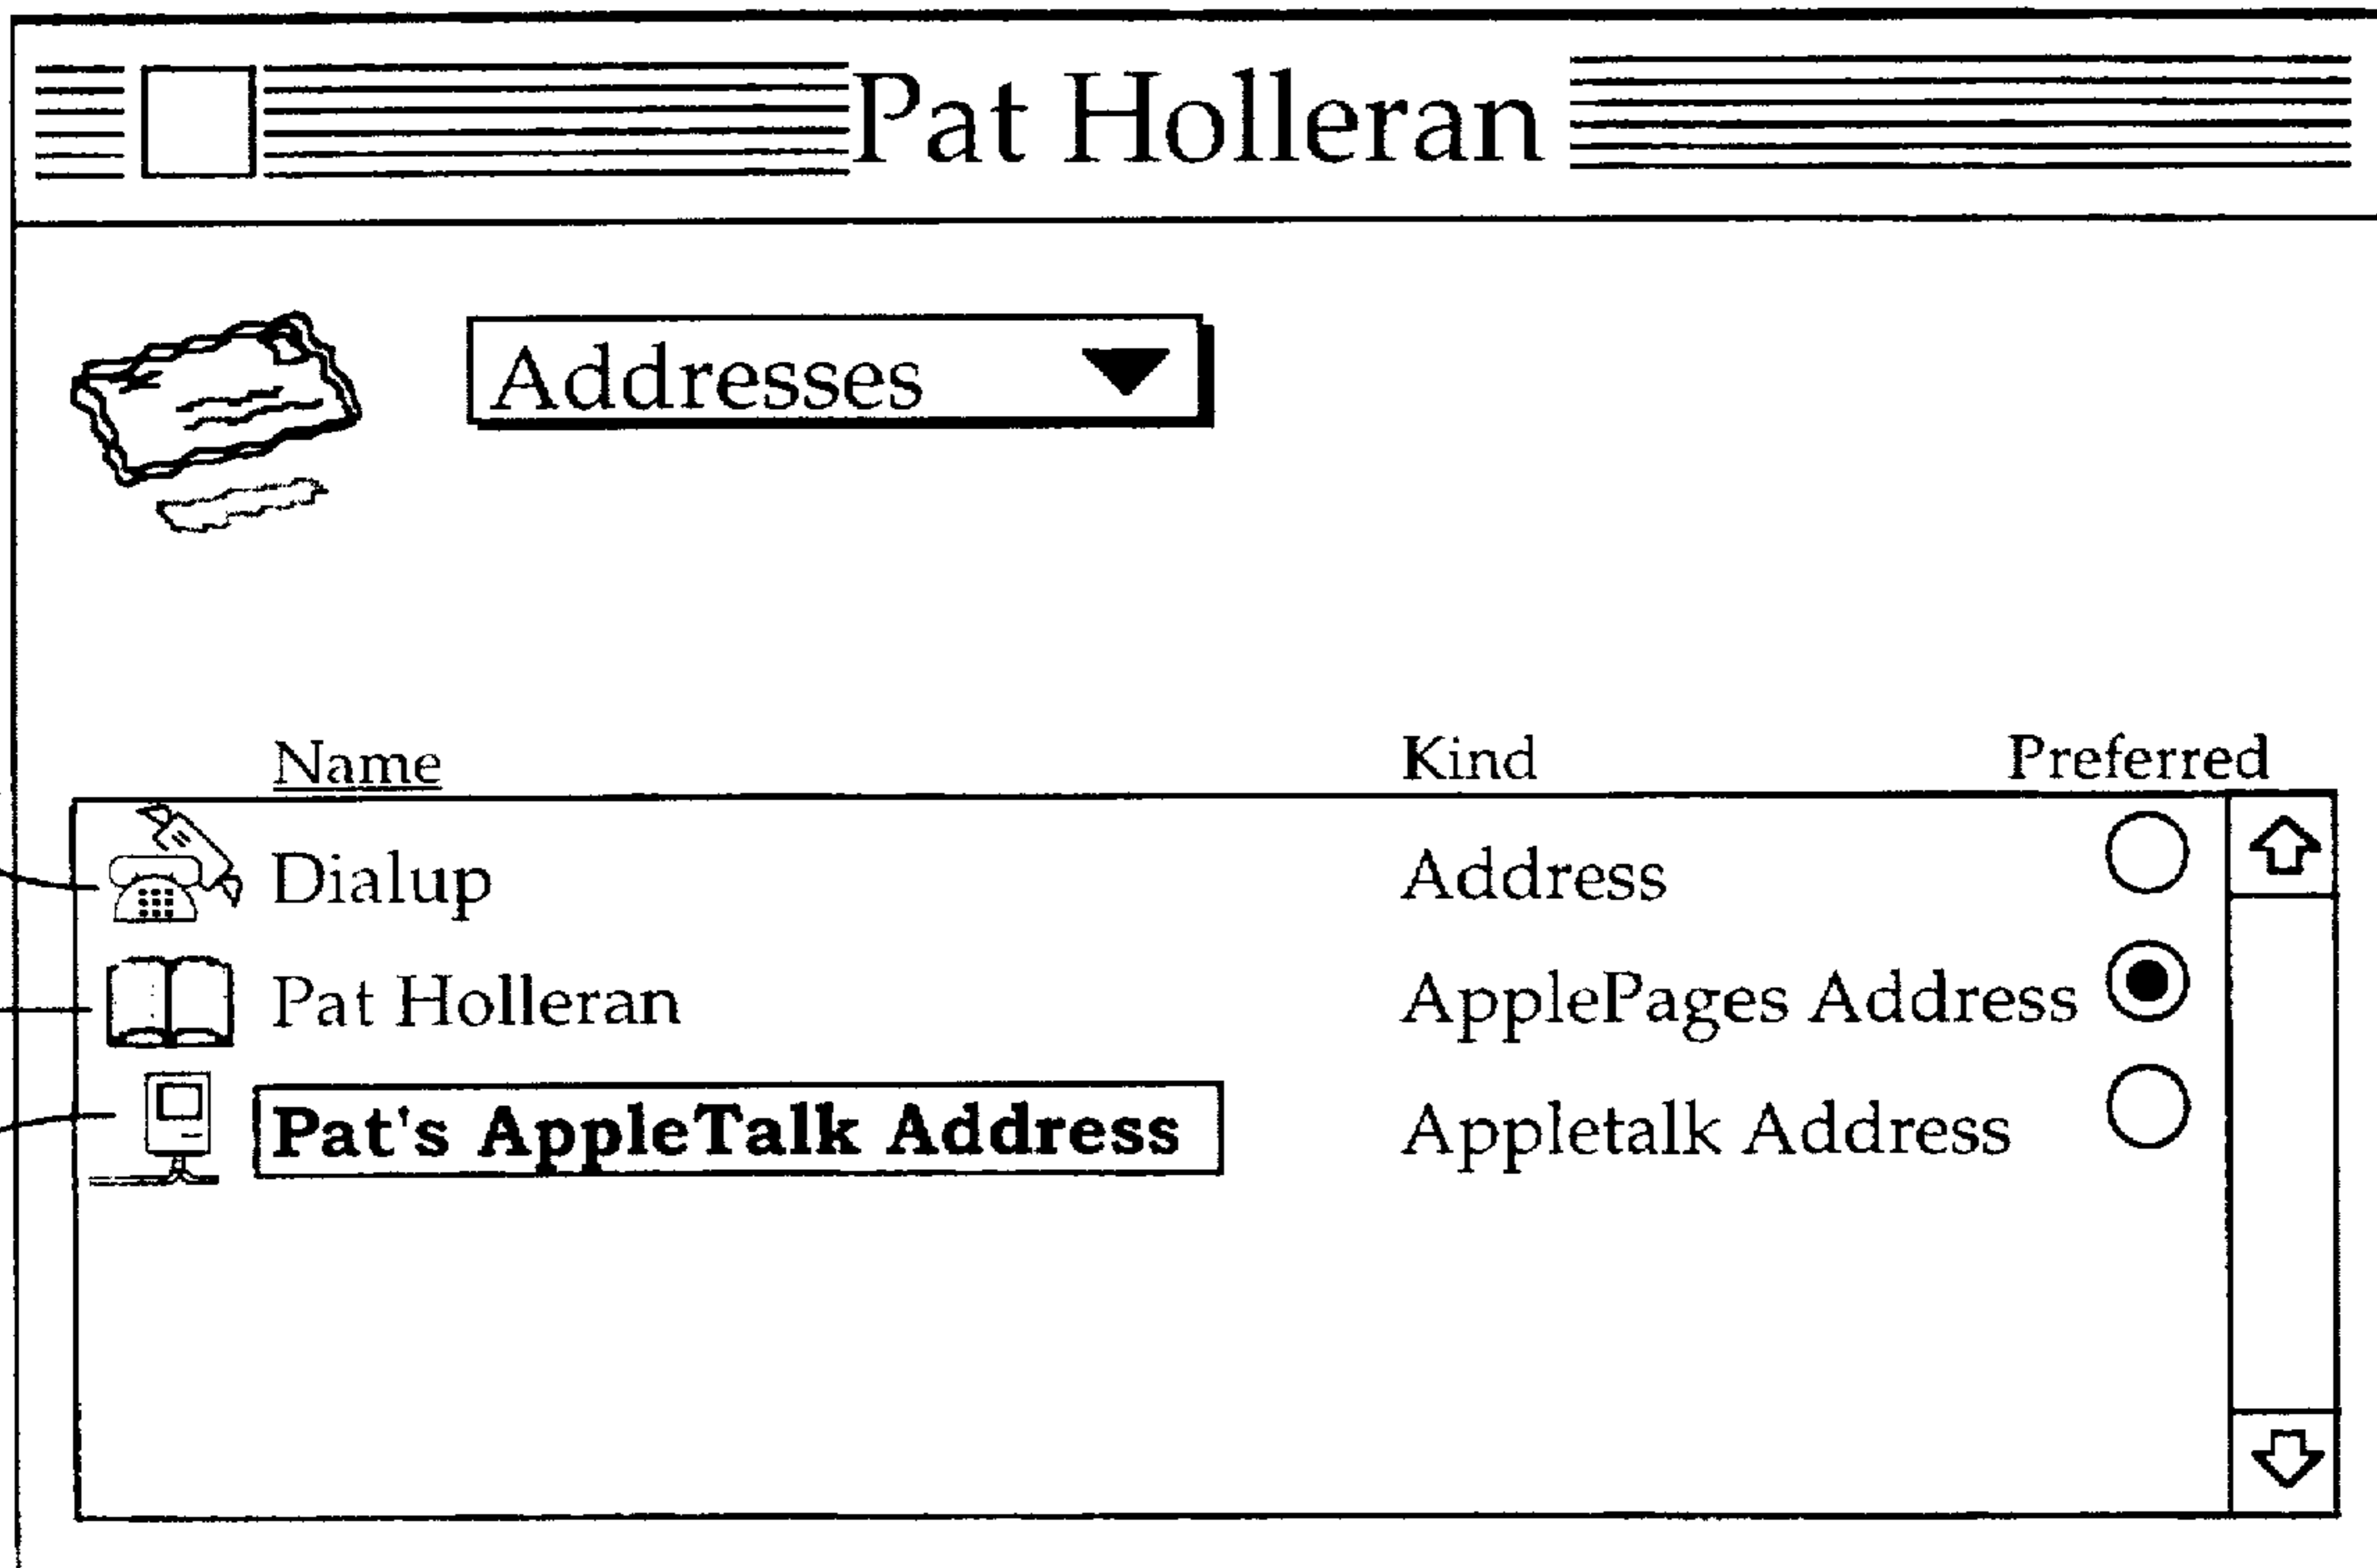 Pat Holleran
Addresses
Name Kind Preferred
Dialup Address
Pat Holleran ApplePages Address
Pat's AppleTalk Address Appletalk Address